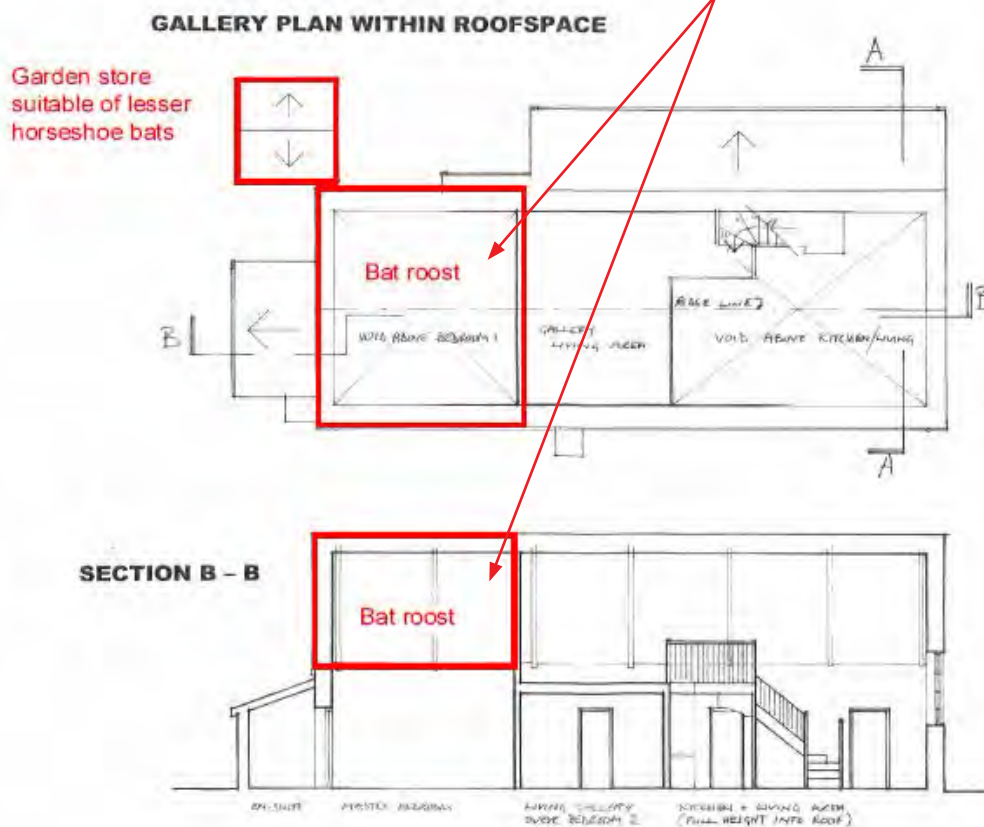 GALLERY PLAN WITHIN ROOFSPACE
A
Garden store
suitable of lesser
horseshoe bats
Bat roost
B
VOID ABOVE BEDROOM 1
GALLERY
LIVING AREA
VOID ABOVE KITCHEN/LIVING
B
A
SECTION B – B
Bat roost
EN-SUITE
MASTER BEDROOM
LIVING GALLERY
OVER BEDROOM 2
KITCHEN + LIVING AREA
(FULL HEIGHT INTO ROOF)